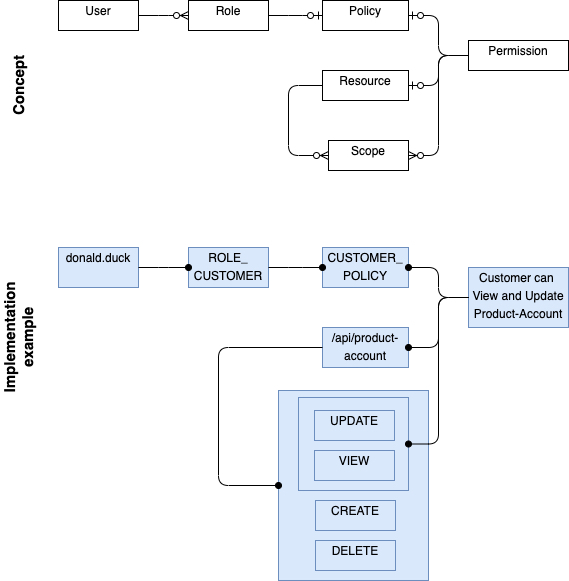 User
Role
Policy
Permission
Concept
Resource
Scope
donald.duck
ROLE_
CUSTOMER
CUSTOMER_
POLICY
Customer can
View and Update
Product-Account
Implementation
example
/api/product-
account
UPDATE
VIEW
CREATE
DELETE